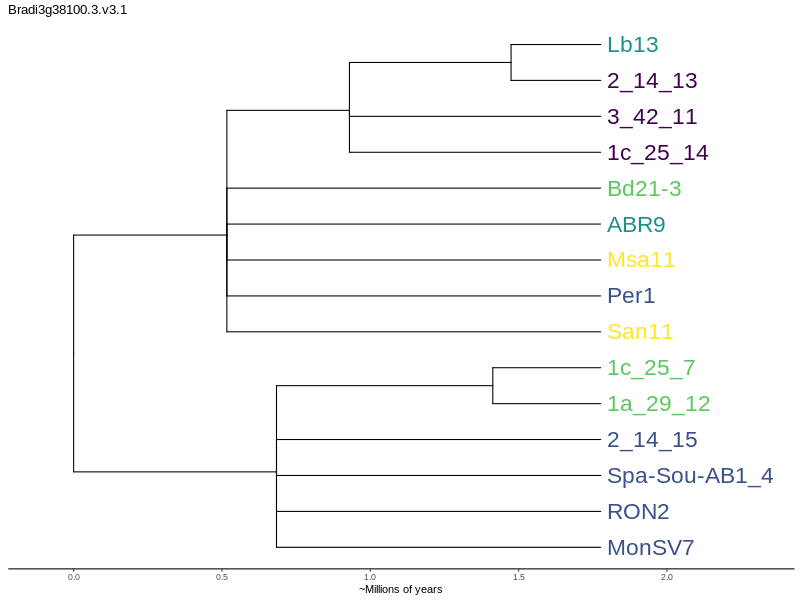 Bradi3g38100.3.v3.1
Lb13
2_14_13
3_42_11
1c_25_14
Bd21-3
ABR9
Msa11
Per1
San11
1c_25_7
1a_29_12
2_14_15
Spa-Sou-AB1_4
RON2
MonSV7
0.0 0.5 1.0 1.5 2.0
~Millions of years